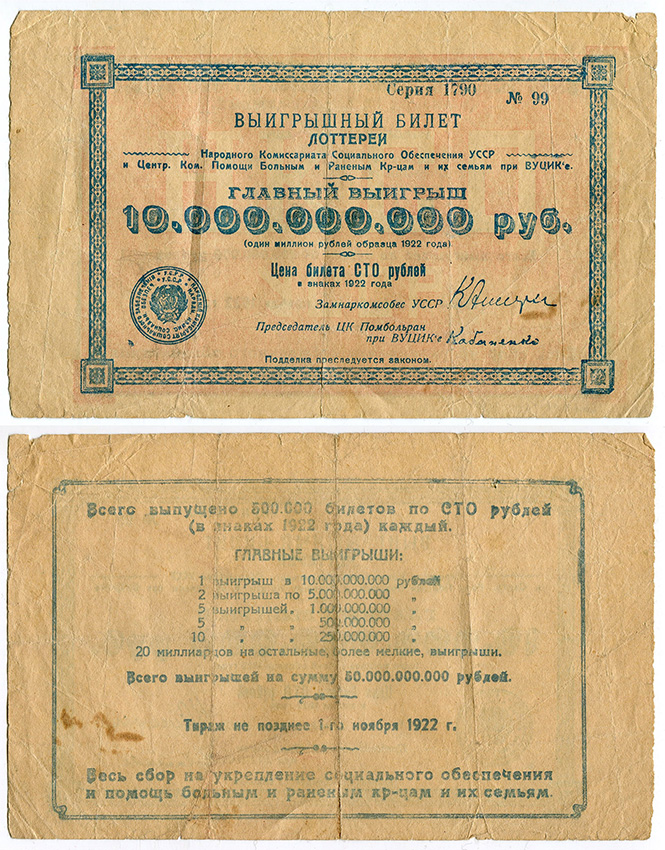 Серия 1790
№ 99
ВЫИГРЫШНЫЙ БИЛЕТ
ЛОТТЕРЕИ
Народного Комиссариата Социального Обеспечения УССР
и Центр. Ком. Помощи Больным и Раненым Кр-цам и их семьям при ВУЦИК'е.
ГЛАВНЫЙ ВЫИГРЫШ
10.000.000.000 руб.
(один миллион рублей образца 1922 года)
Цена билета СТО рублей
в знаках 1922 года
Замнаркомсобес УССР
Председатель ЦК Помбольран
при ВУЦИК'е Кабаненко
Подделка преследуется законом.
Всего выпущено 500.000 билетов по СТО рублей
(в знаках 1922 года) каждый.
ГЛАВНЫЕ ВЫИГРЫШИ:
1 выигрыш в 10.000.000.000 рублей
2 выигрыша по 5.000.000.000 „
5 выигрышей „ 1.000.000.000 „
5 „ „ 500.000.000 „
10 „ „ 250.000.000 „
20 миллиардов на остальные, более мелкие, выигрыши.
Всего выигрышей на сумму 50.000.000.000 рублей.
Тираж не позднее 1-го ноября 1922 г.
Весь сбор на укрепление социального обеспечения
и помощь больным и раненым кр-цам и их семьям.